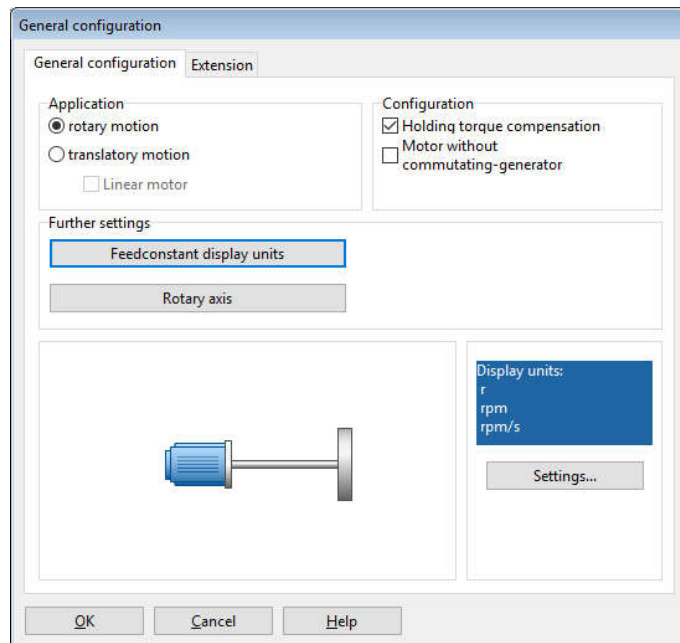 General configuration
General configuration
Extension
Application
rotary motion
translatory motion
Linear motor
Configuration
Holding torque compensation
Motor without
commutating-generator
Further settings
Feedconstant display units
Rotary axis
Display units:
r
rpm
rpm/s
Settings...
OK
Cancel
Help